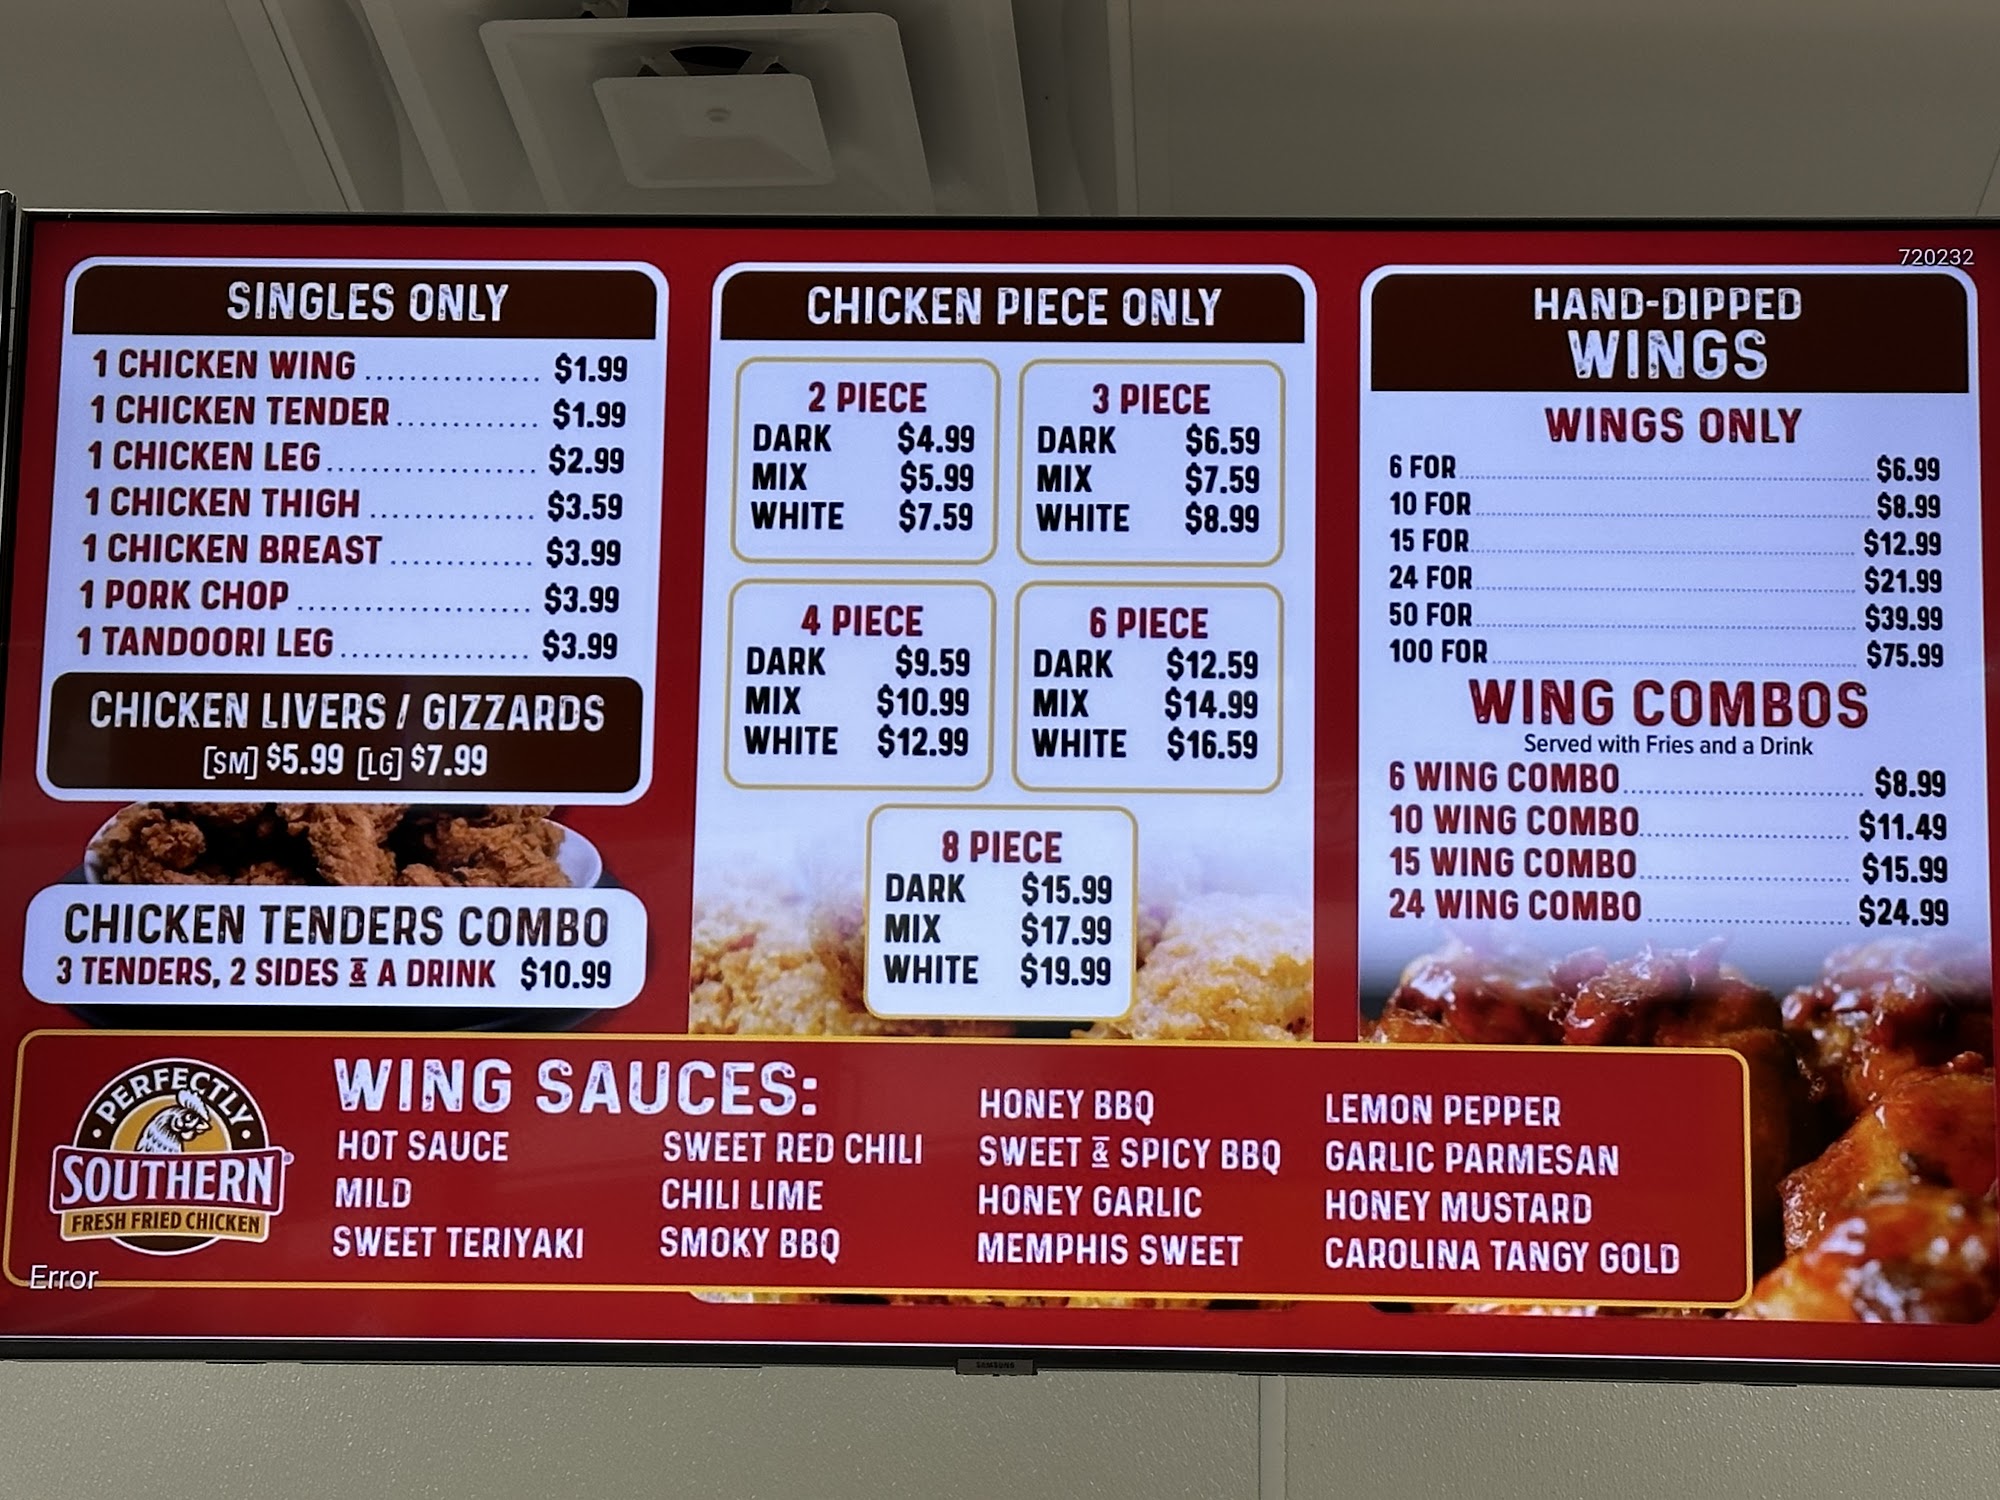 720232
SINGLES ONLY
1 CHICKEN WING ................. $1.99
1 CHICKEN TENDER ............. $1.99
1 CHICKEN LEG ................... $2.99
1 CHICKEN THIGH ............... $3.59
1 CHICKEN BREAST ............. $3.99
1 PORK CHOP ...................... $3.99
1 TANDOORI LEG ................. $3.99
CHICKEN LIVERS / GIZZARDS
[SM] $5.99 [LG] $7.99
CHICKEN TENDERS COMBO
3 TENDERS, 2 SIDES & A DRINK $10.99
CHICKEN PIECE ONLY
2 PIECE
DARK $4.99
MIX $5.99
WHITE $7.59
3 PIECE
DARK $6.59
MIX $7.59
WHITE $8.99
4 PIECE
DARK $9.59
MIX $10.99
WHITE $12.99
6 PIECE
DARK $12.59
MIX $14.99
WHITE $16.59
8 PIECE
DARK $15.99
MIX $17.99
WHITE $19.99
HAND-DIPPED
WINGS
WINGS ONLY
6 FOR ................. $6.99
10 FOR ................. $8.99
15 FOR ................. $12.99
24 FOR ................. $21.99
50 FOR ................. $39.99
100 FOR ................. $75.99
WING COMBOS
Served with Fries and a Drink
6 WING COMBO ................. $8.99
10 WING COMBO ................. $11.49
15 WING COMBO ................. $15.99
24 WING COMBO ................. $24.99
PERFECTLY
SOUTHERN®
FRESH FRIED CHICKEN
WING SAUCES:
HOT SAUCE
MILD
SWEET TERIYAKI
SWEET RED CHILI
CHILI LIME
SMOKY BBQ
HONEY BBQ
SWEET & SPICY BBQ
HONEY GARLIC
MEMPHIS SWEET
LEMON PEPPER
GARLIC PARMESAN
HONEY MUSTARD
CAROLINA TANGY GOLD
Error
SAMSUNG